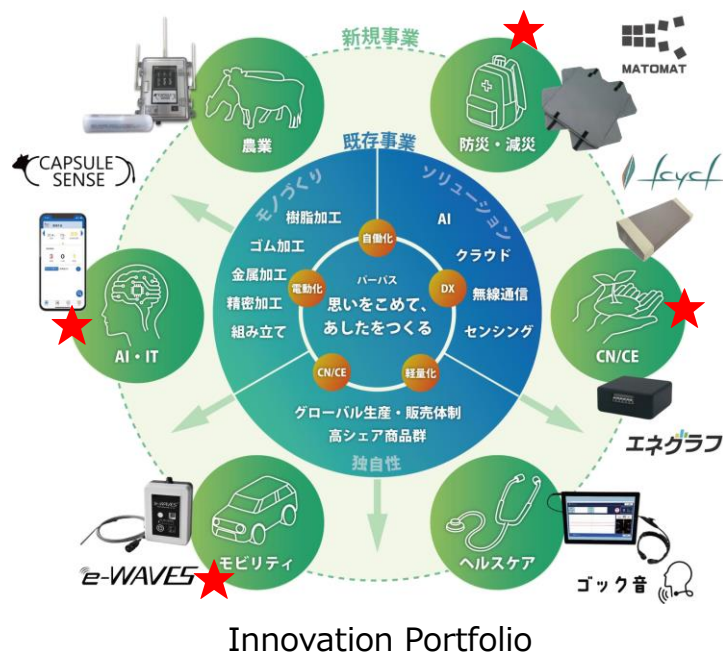 新規事業
MATOMAT
農業
防災・減災
既存事業
CAPSULE
SENSE
fcycf
モノづくり
ソリューション
樹脂加工
ゴム加工
金属加工
精密加工
組み立て
AI
クラウド
無線通信
センシング
自働化
電動化
DX
CN/CE
軽量化
パーパス
思いをこめて、
あしたをつくる
AI・IT
CN/CE
グローバル生産・販売体制
高シェア商品群
独自性
エネグラフ
e-WAVES
e-WAVES
モビリティ
ヘルスケア
ゴック音
Innovation Portfolio